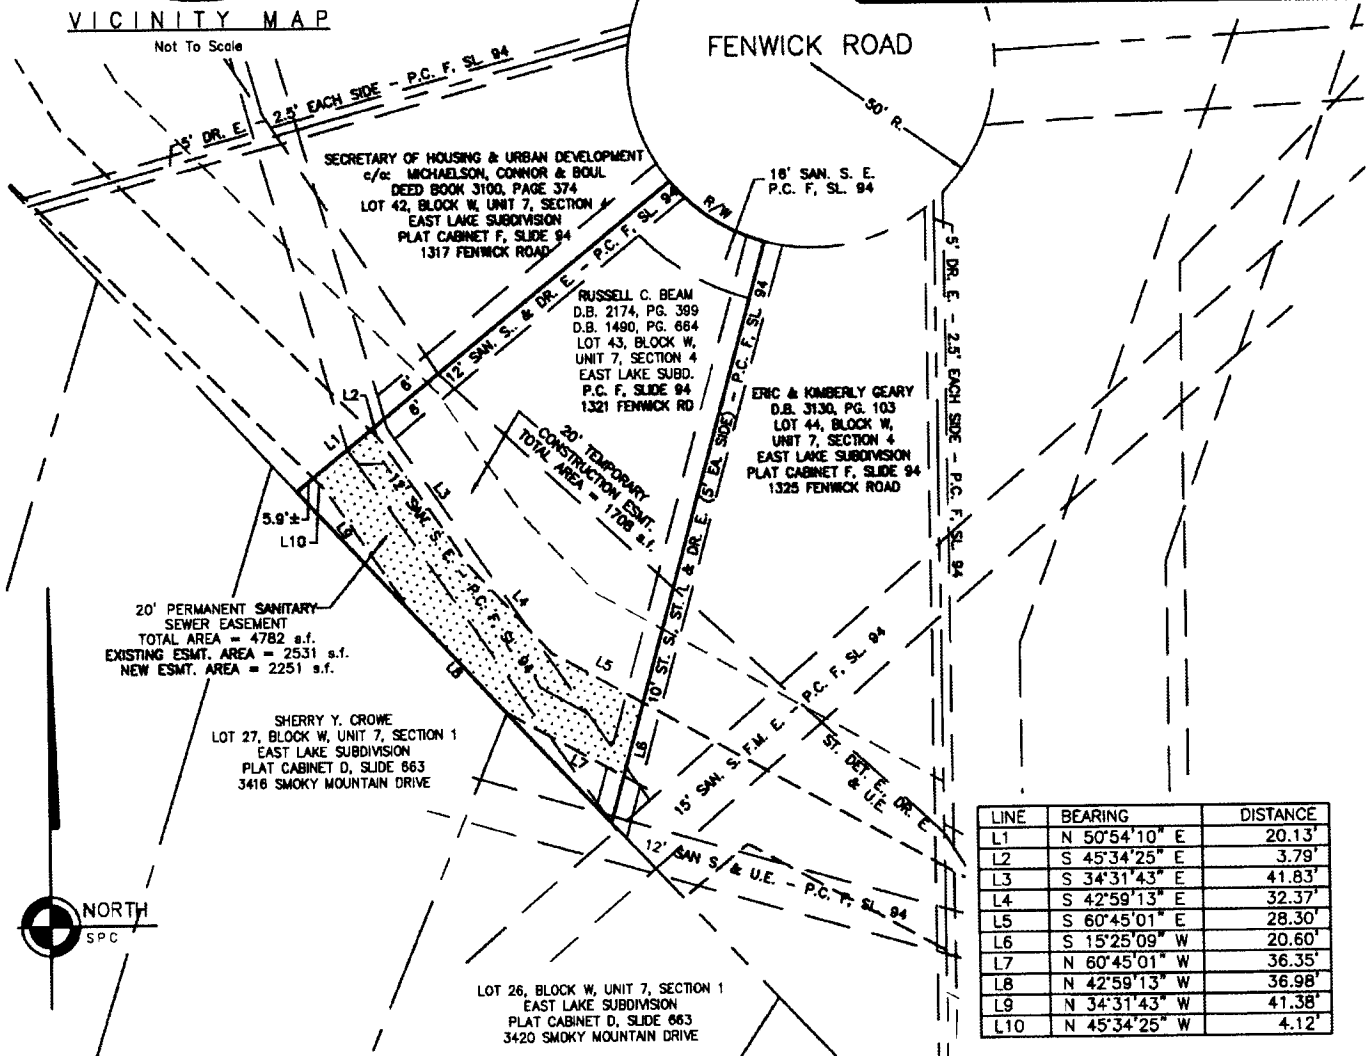 VICINITY MAP
Not To Scale
FENWICK ROAD
50' R.
5' DR. E. - 2.5' EACH SIDE - P.C. F, SL. 94
SECRETARY OF HOUSING & URBAN DEVELOPMENT
c/o: MICHAELSON, CONNOR & BOUL
DEED BOOK 3100, PAGE 374
LOT 42, BLOCK W, UNIT 7, SECTION 4
EAST LAKE SUBDIVISION
PLAT CABINET F, SLIDE 94
1317 FENWICK ROAD
16' SAN. S. E.
P.C. F, SL. 94
R/W
12' SAN. S.. & DR. E. - P.C. F, SL. 94
RUSSELL C. BEAM
D.B. 2174, PG. 399
D.B. 1490, PG. 664
LOT 43, BLOCK W,
UNIT 7, SECTION 4
EAST LAKE SUBD.
P.C. F, SLIDE 94
1321 FENWICK RD
ERIC & KIMBERLY GEARY
D.B. 3130, PG. 103
LOT 44, BLOCK W,
UNIT 7, SECTION 4
EAST LAKE SUBDIVISION
PLAT CABINET F, SLIDE 94
1325 FENWICK ROAD
5' DR. E. - 2.5' EACH SIDE - P.C. F, SL. 94
10' ST. S., ST. & DR. E. (5' EA. SIDE) - P.C. F, SL. 94
20' TEMPORARY
CONSTRUCTION ESMT.
TOTAL AREA = 1708 s.f.
6'
6'
L2
L1
L3
12' SAN. S. E. - P.C. F, SL. 94
5.9'±
L10
L9
L4
L5
L8
L6
L7
20' PERMANENT SANITARY
SEWER EASEMENT
TOTAL AREA = 4782 s.f.
EXISTING ESMT. AREA = 2531 s.f.
NEW ESMT. AREA = 2251 s.f.
SHERRY Y. CROWE
LOT 27, BLOCK W, UNIT 7, SECTION 1
EAST LAKE SUBDIVISION
PLAT CABINET D, SLIDE 663
3416 SMOKY MOUNTAIN DRIVE
15' SAN. S. F.M. E. - P.C. F, SL. 94
ST. DET. E., DR. E
& U.E.
12' SAN S. & U.E. - P.C. F, SL. 94
NORTH
SPC
LOT 26, BLOCK W, UNIT 7, SECTION 1
EAST LAKE SUBDIVISION
PLAT CABINET D, SLIDE 663
3420 SMOKY MOUNTAIN DRIVE
LINE BEARING DISTANCE
L1 N 50°54'10" E 20.13'
L2 S 45°34'25" E 3.79'
L3 S 34°31'43" E 41.83'
L4 S 42°59'13" E 32.37'
L5 S 60°45'01" E 28.30'
L6 S 15°25'09" W 20.60'
L7 N 60°45'01" W 36.35'
L8 N 42°59'13" W 36.98'
L9 N 34°31'43" W 41.38'
L10 N 45°34'25" W 4.12'